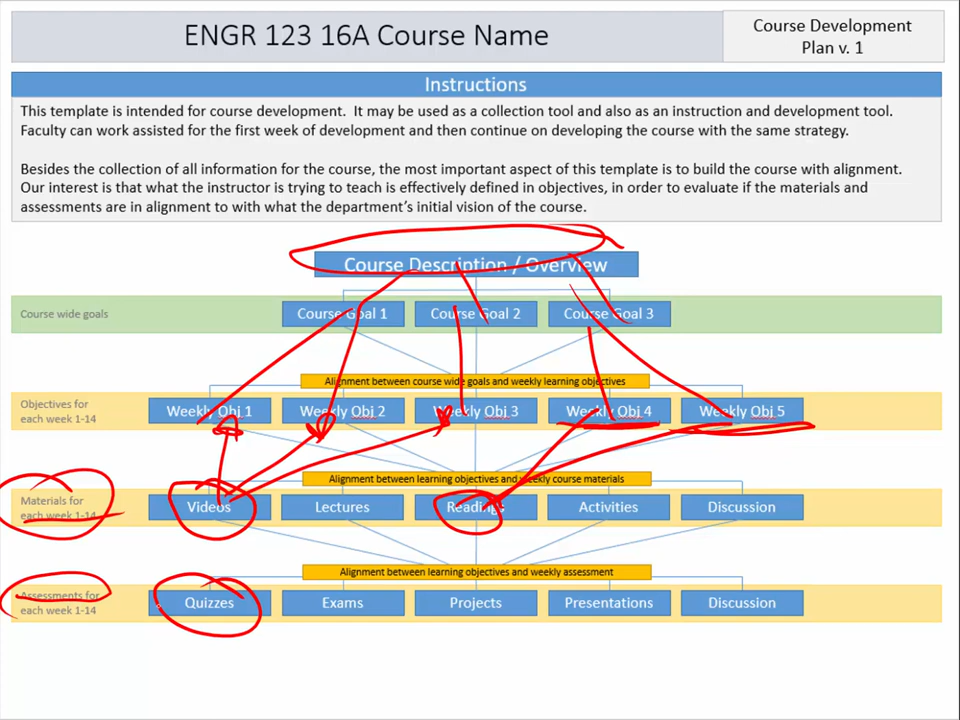 ENGR 123 16A Course Name
Course Development
Plan v. 1
Instructions
This template is intended for course development. It may be used as a collection tool and also as an instruction and development tool.
Faculty can work assisted for the first week of development and then continue on developing the course with the same strategy.
Besides the collection of all information for the course, the most important aspect of this template is to build the course with alignment.
Our interest is that what the instructor is trying to teach is effectively defined in objectives, in order to evaluate if the materials and
assessments are in alignment to with what the department's initial vision of the course.
Course Description / Overview
Course wide goals
Course Goal 1
Course Goal 2
Course Goal 3
Alignment between course wide goals and weekly learning objectives
Objectives for
each week 1-14
Weekly Obj 1
Weekly Obj 2
Weekly Obj 3
Weekly Obj 4
Weekly Obj 5
Alignment between learning objectives and weekly course materials
Materials for
each week 1-14
Videos
Lectures
Readings
Activities
Discussion
Alignment between learning objectives and weekly assessment
Assessments for
each week 1-14
Quizzes
Exams
Projects
Presentations
Discussion